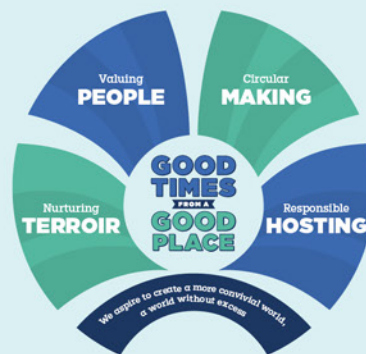 Valuing
PEOPLE
Circular
MAKING
Nurturing
TERROIR
GOOD
TIMES
FROM A
GOOD
PLACE
Responsible
HOSTING
We aspire to create a more convivial world,
a world without excess